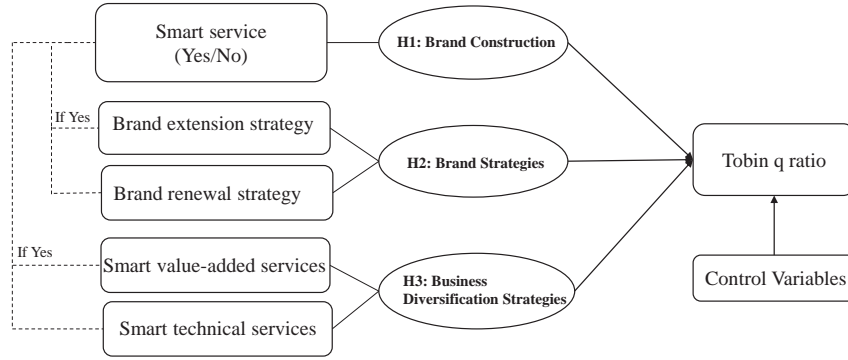 Smart service
(Yes/No)
H1: Brand Construction
If Yes
Brand extension strategy
H2: Brand Strategies
Tobin q ratio
Brand renewal strategy
If Yes
Smart value-added services
H3: Business
Diversification Strategies
Control Variables
Smart technical services